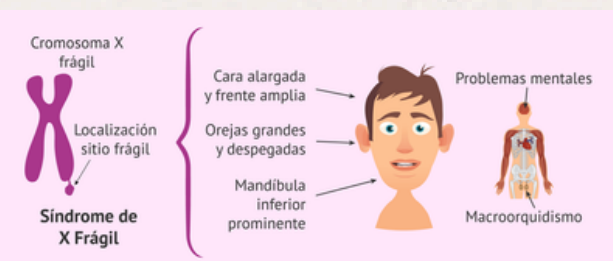 Cromosoma X
frágil
Localización
sitio frágil
Síndrome de
X Frágil
Cara alargada
y frente amplia
Orejas grandes
y despegadas
Mandíbula
inferior
prominente
Problemas mentales
Macroorquidismo